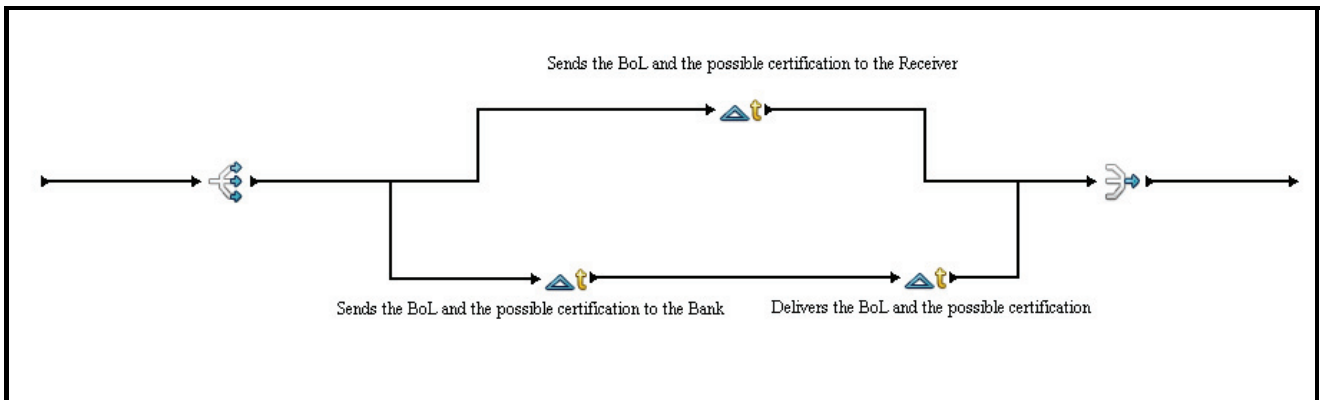 Sends the BoL and the possible certification to the Receiver
Sends the BoL and the possible certification to the Bank
Delivers the BoL and the possible certification